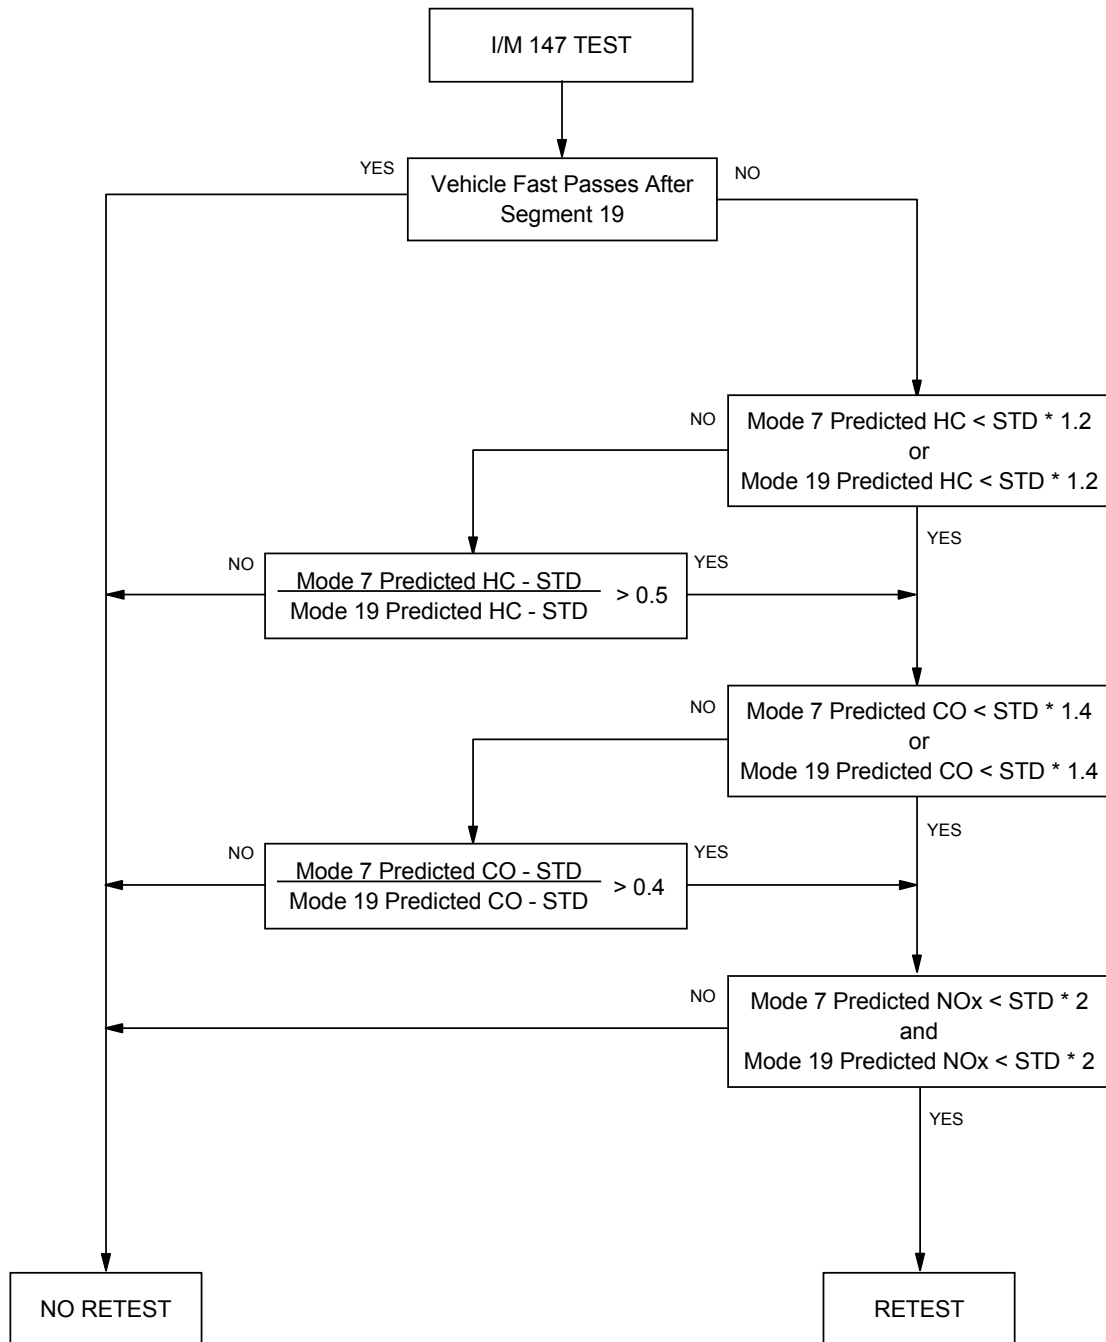 I/M 147 TEST
YES
NO
Vehicle Fast Passes After
Segment 19
NO
Mode 7 Predicted HC < STD * 1.2
or
Mode 19 Predicted HC < STD * 1.2
YES
NO
YES
Mode 7 Predicted HC - STD
Mode 19 Predicted HC - STD
> 0.5
NO
Mode 7 Predicted CO < STD * 1.4
or
Mode 19 Predicted CO < STD * 1.4
YES
NO
YES
Mode 7 Predicted CO - STD
Mode 19 Predicted CO - STD
> 0.4
NO
Mode 7 Predicted NOx < STD * 2
and
Mode 19 Predicted NOx < STD * 2
YES
NO RETEST
RETEST